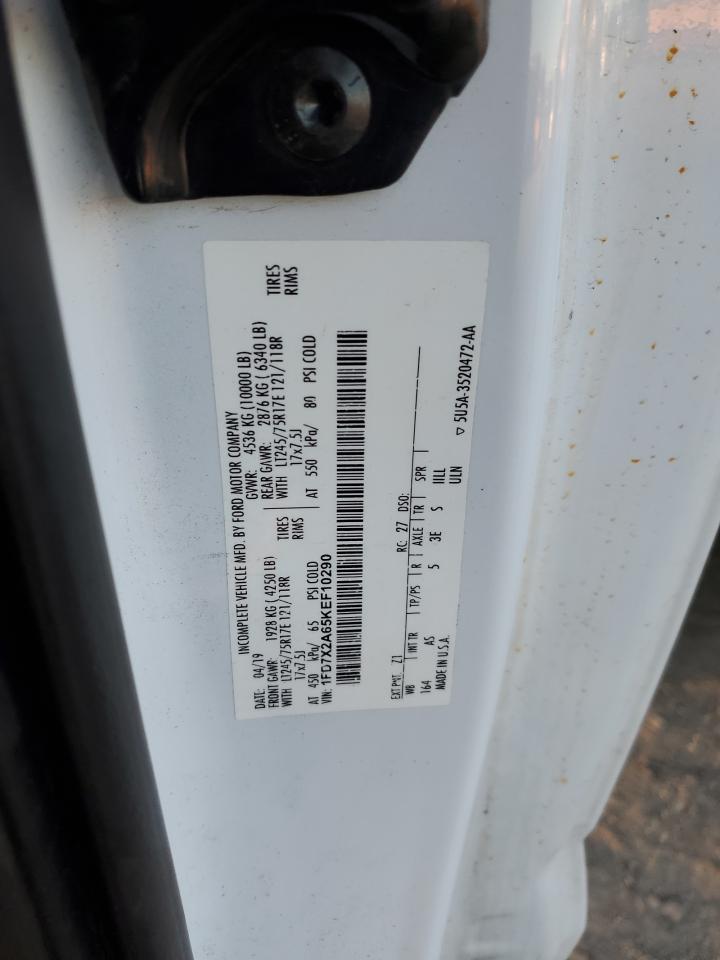 INCOMPLETE VEHICLE MFD. BY FORD MOTOR COMPANY
DATE: 04/19 GVWR: 4536 KG (10000 LB)
FRONT GAWR: 1928 KG ( 4250 LB) REAR GAWR: 2876 KG ( 6340 LB)
WITH LT245/75R17E 121/118R TIRES WITH LT245/75R17E 121/118R TIRES
17x7.5J RIMS 17x7.5J RIMS
AT 450 kPa/ 65 PSI COLD AT 550 kPa/ 80 PSI COLD
VIN: 1FD7X2A65KEF10290
EXT PNT: Z1 RC: 27 DSO:
WB INT TR TP/PS R AXLE TR SPR
164 AS 5 3E S IILL
MADE IN U.S.A. ULN
▽ 5U5A-3520472-AA